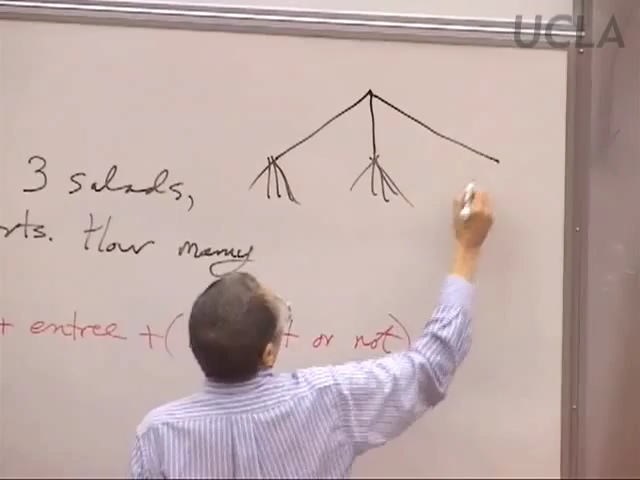 UCLA
3 salads,
rts. How many
+ entree + ( t or not)